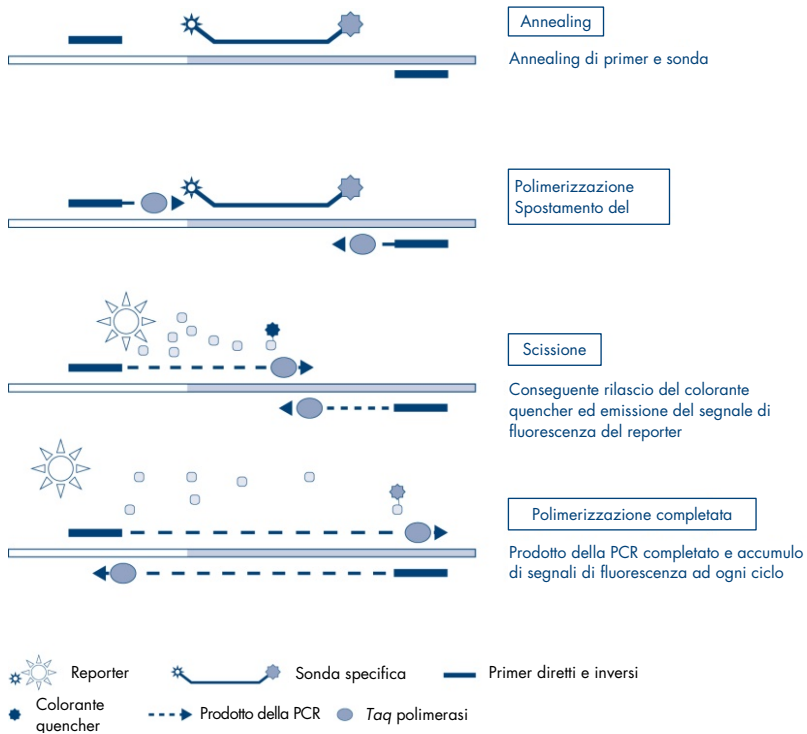 Annealing
Annealing di primer e sonda
Polimerizzazione
Spostamento del
Scissione
Conseguente rilascio del colorante
quencher ed emissione del segnale di
fluorescenza del reporter
Polimerizzazione completata
Prodotto della PCR completato e accumulo
di segnali di fluorescenza ad ogni ciclo
Reporter
Sonda specifica
Primer diretti e inversi
Colorante
quencher
Prodotto della PCR
Taq polimerasi